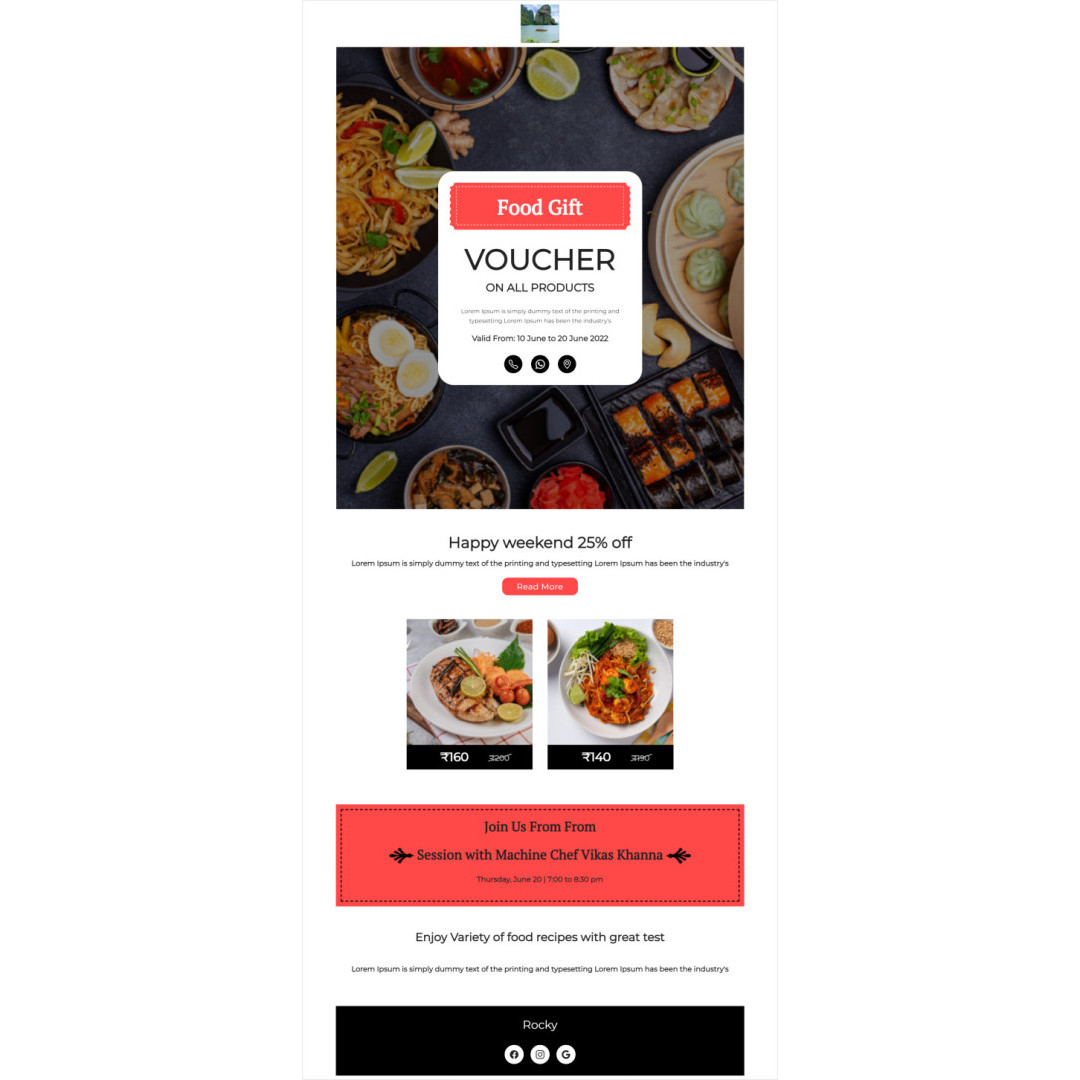 Food Gift
VOUCHER
ON ALL PRODUCTS
Lorem Ipsum is simply dummy text of the printing and
typesetting Lorem Ipsum has been the industry's
Valid From: 10 June to 20 June 2022
Happy weekend 25% off
Lorem Ipsum is simply dummy text of the printing and typesetting Lorem Ipsum has been the industry's
Read More
₹160 ₹200
₹140 ₹190
Join Us From From
Session with Machine Chef Vikas Khanna
Thursday, June 20 | 7:00 to 8:30 pm
Enjoy Variety of food recipes with great test
Lorem Ipsum is simply dummy text of the printing and typesetting Lorem Ipsum has been the industry's
Rocky